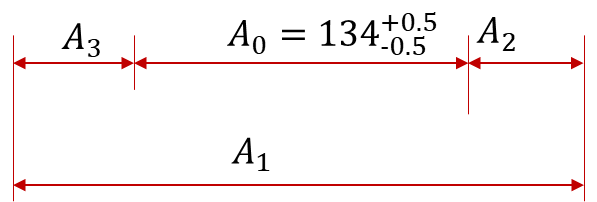 A₃ A₀ = 134 +0.5 -0.5 A₂
A₁